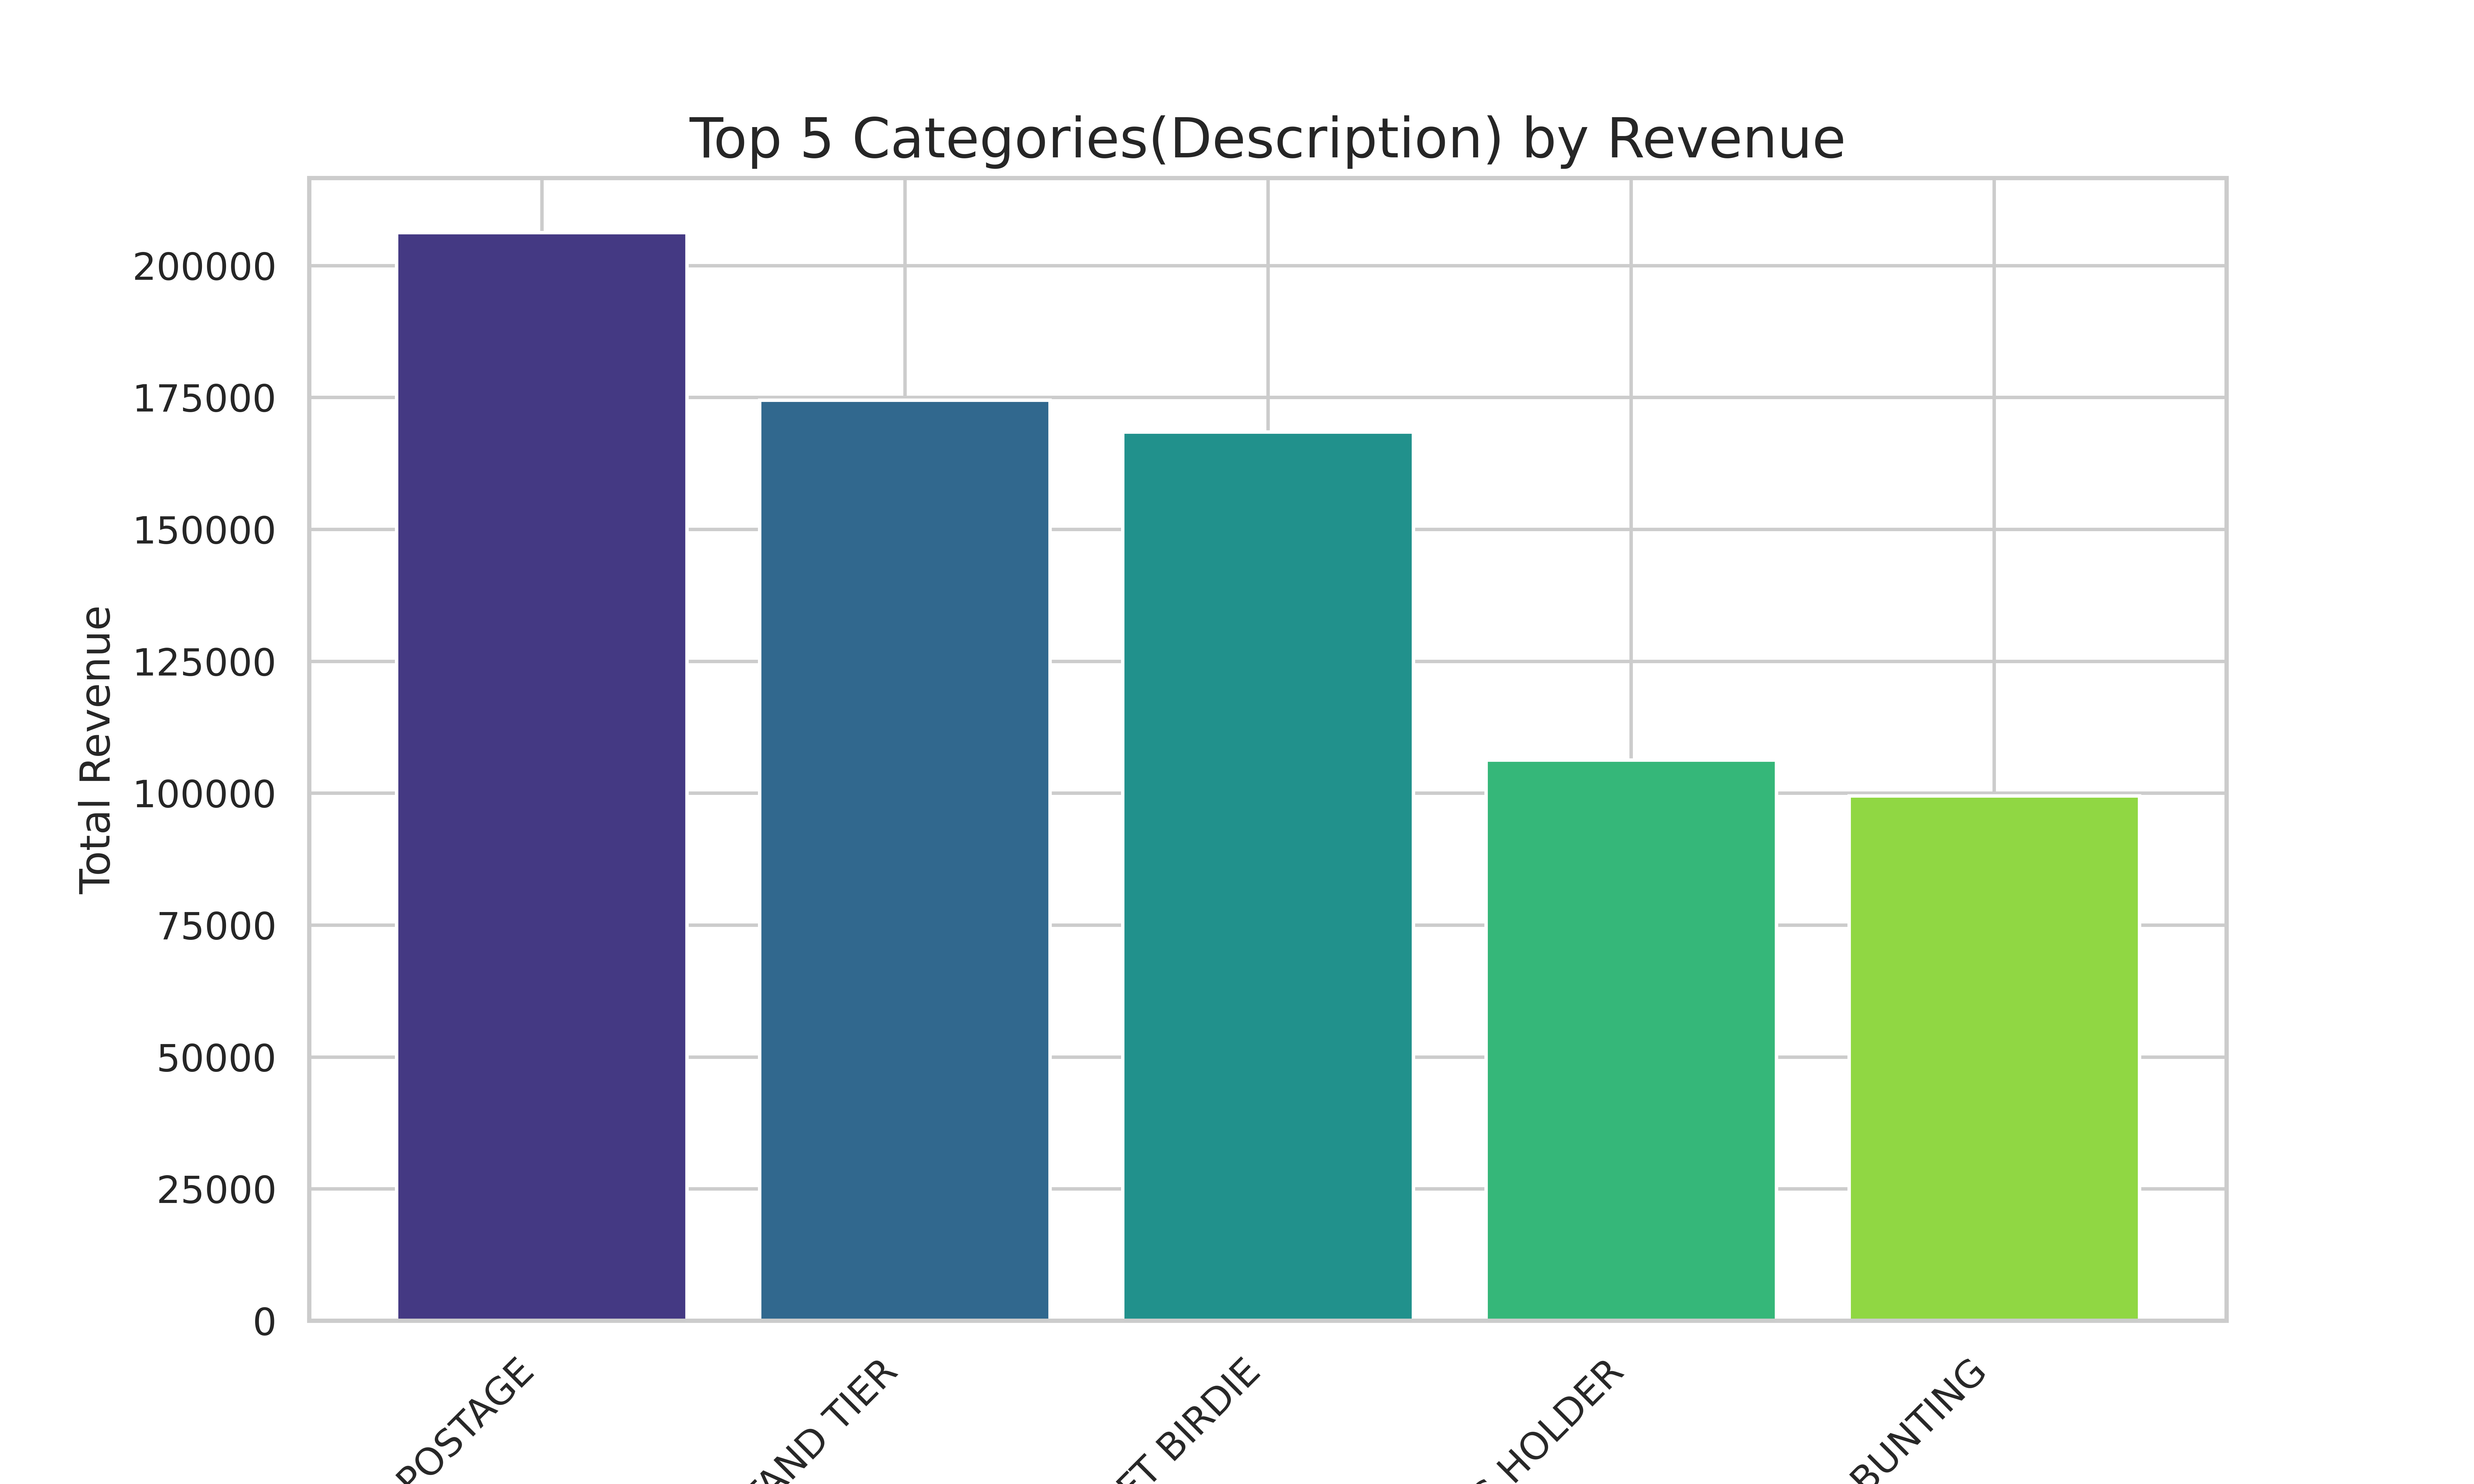 Top 5 Categories(Description) by Revenue
Total Revenue
200000
175000
150000
125000
100000
75000
50000
25000
0
POSTAGE
TIER
BIRDIE
HOLDER
BUNTING